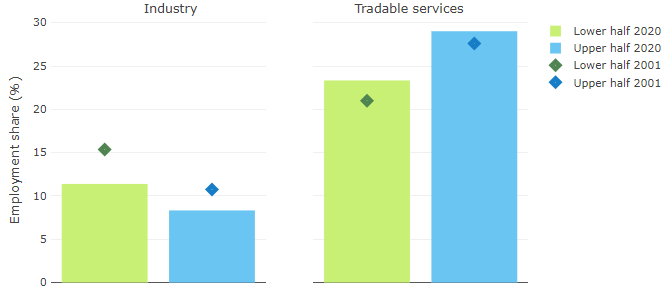 Industry
Tradable services
Employment share (%)
30
25
20
15
10
5
0
Lower half 2020
Upper half 2020
Lower half 2001
Upper half 2001